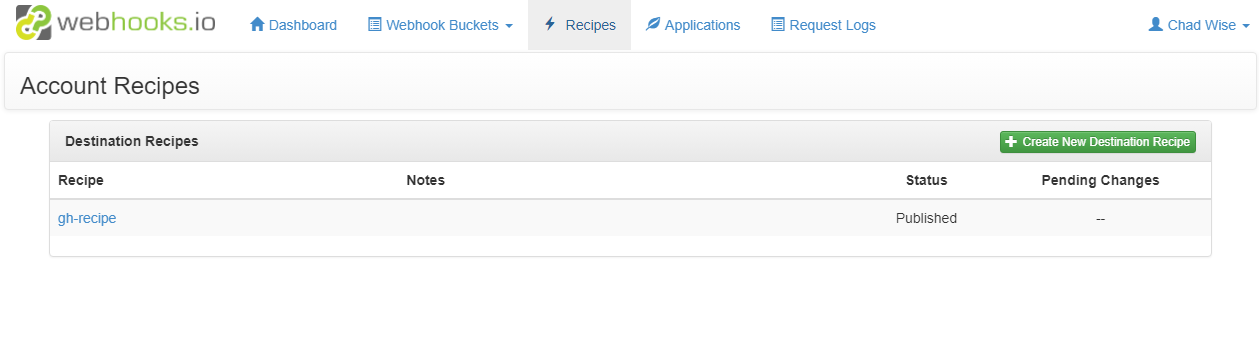 webhooks.io Dashboard Webhook Buckets Recipes Applications Request Logs Chad Wise
Account Recipes
Destination Recipes Create New Destination Recipe
Recipe Notes Status Pending Changes
gh-recipe Published --